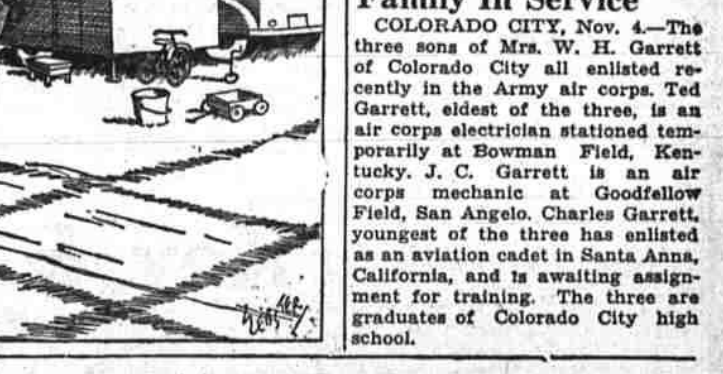 Family In Service
COLORADO CITY, Nov. 4.—The
three sons of Mrs. W. H. Garrett
of Colorado City all enlisted re-
cently in the Army air corps. Ted
Garrett, eldest of the three, is an
air corps electrician stationed tem-
porarily at Bowman Field, Ken-
tucky. J. C. Garrett is an air
corps mechanic at Goodfellow
Field, San Angelo. Charles Garrett,
youngest of the three has enlisted
as an aviation cadet in Santa Anna,
California, and is awaiting assign-
ment for training. The three are
graduates of Colorado City high
school.